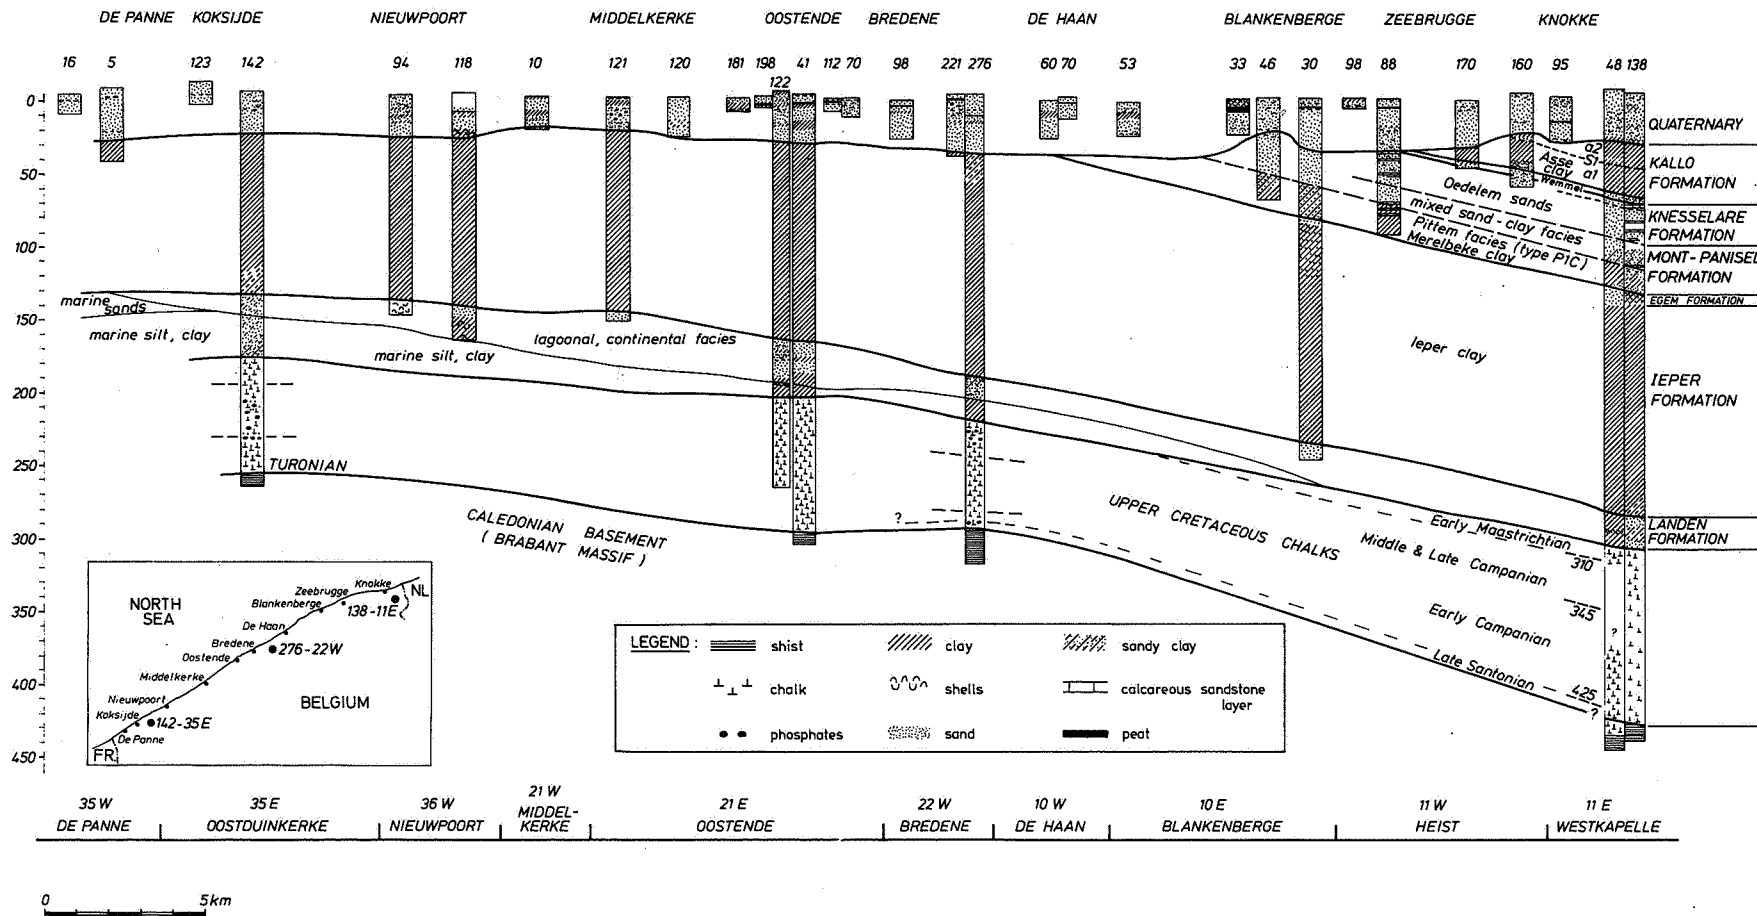 DE PANNE KOKSIJDE NIEUWPOORT MIDDELKERKE OOSTENDE BREDENE DE HAAN BLANKENBERGE ZEEBRUGGE KNOKKE
16 5 123 142 94 118 10 121 120 181 198 41 112 70 98 221 276 60 70 53 33 46 30 98 88 170 160 95 48 138
122
0
50
100
150
200
250
300
350
400
450
QUATERNARY
KALLO
FORMATION
KNESSELARE
FORMATION
MONT-PANISEL
FORMATION
EGEM FORMATION
IEPER
FORMATION
LANDEN
FORMATION
a2
S1
Asse
clay a1
Wemmel
Oedelem sands
mixed sand-clay facies
Pittem facies (type P1C)
Merelbeke clay
Ieper clay
marine
sands
marine silt, clay
marine silt, clay
lagoonal, continental facies
TURONIAN
CALEDONIAN BASEMENT
( BRABANT MASSIF )
?
UPPER CRETACEOUS CHALKS
Early Maastrichtian
310
Middle & Late Campanian
345
?
Early Campanian
Late Santonian
425
?
NORTH
SEA
Knokke
NL
Zeebrugge
138-11E
Blankenberge
De Haan
Bredene
276-22W
Oostende
Middelkerke
BELGIUM
Nieuwpoort
Koksijde
142-35E
De Panne
FR.
LEGEND : shist clay sandy clay
chalk shells calcareous sandstone
layer
phosphates sand peat
35 W 35 E 36 W 21 W 21 E 22 W 10 W 10 E 11 W 11 E
DE PANNE OOSTDUINKERKE NIEUWPOORT MIDDEL-
KERKE OOSTENDE BREDENE DE HAAN BLANKENBERGE HEIST WESTKAPELLE
0 5km